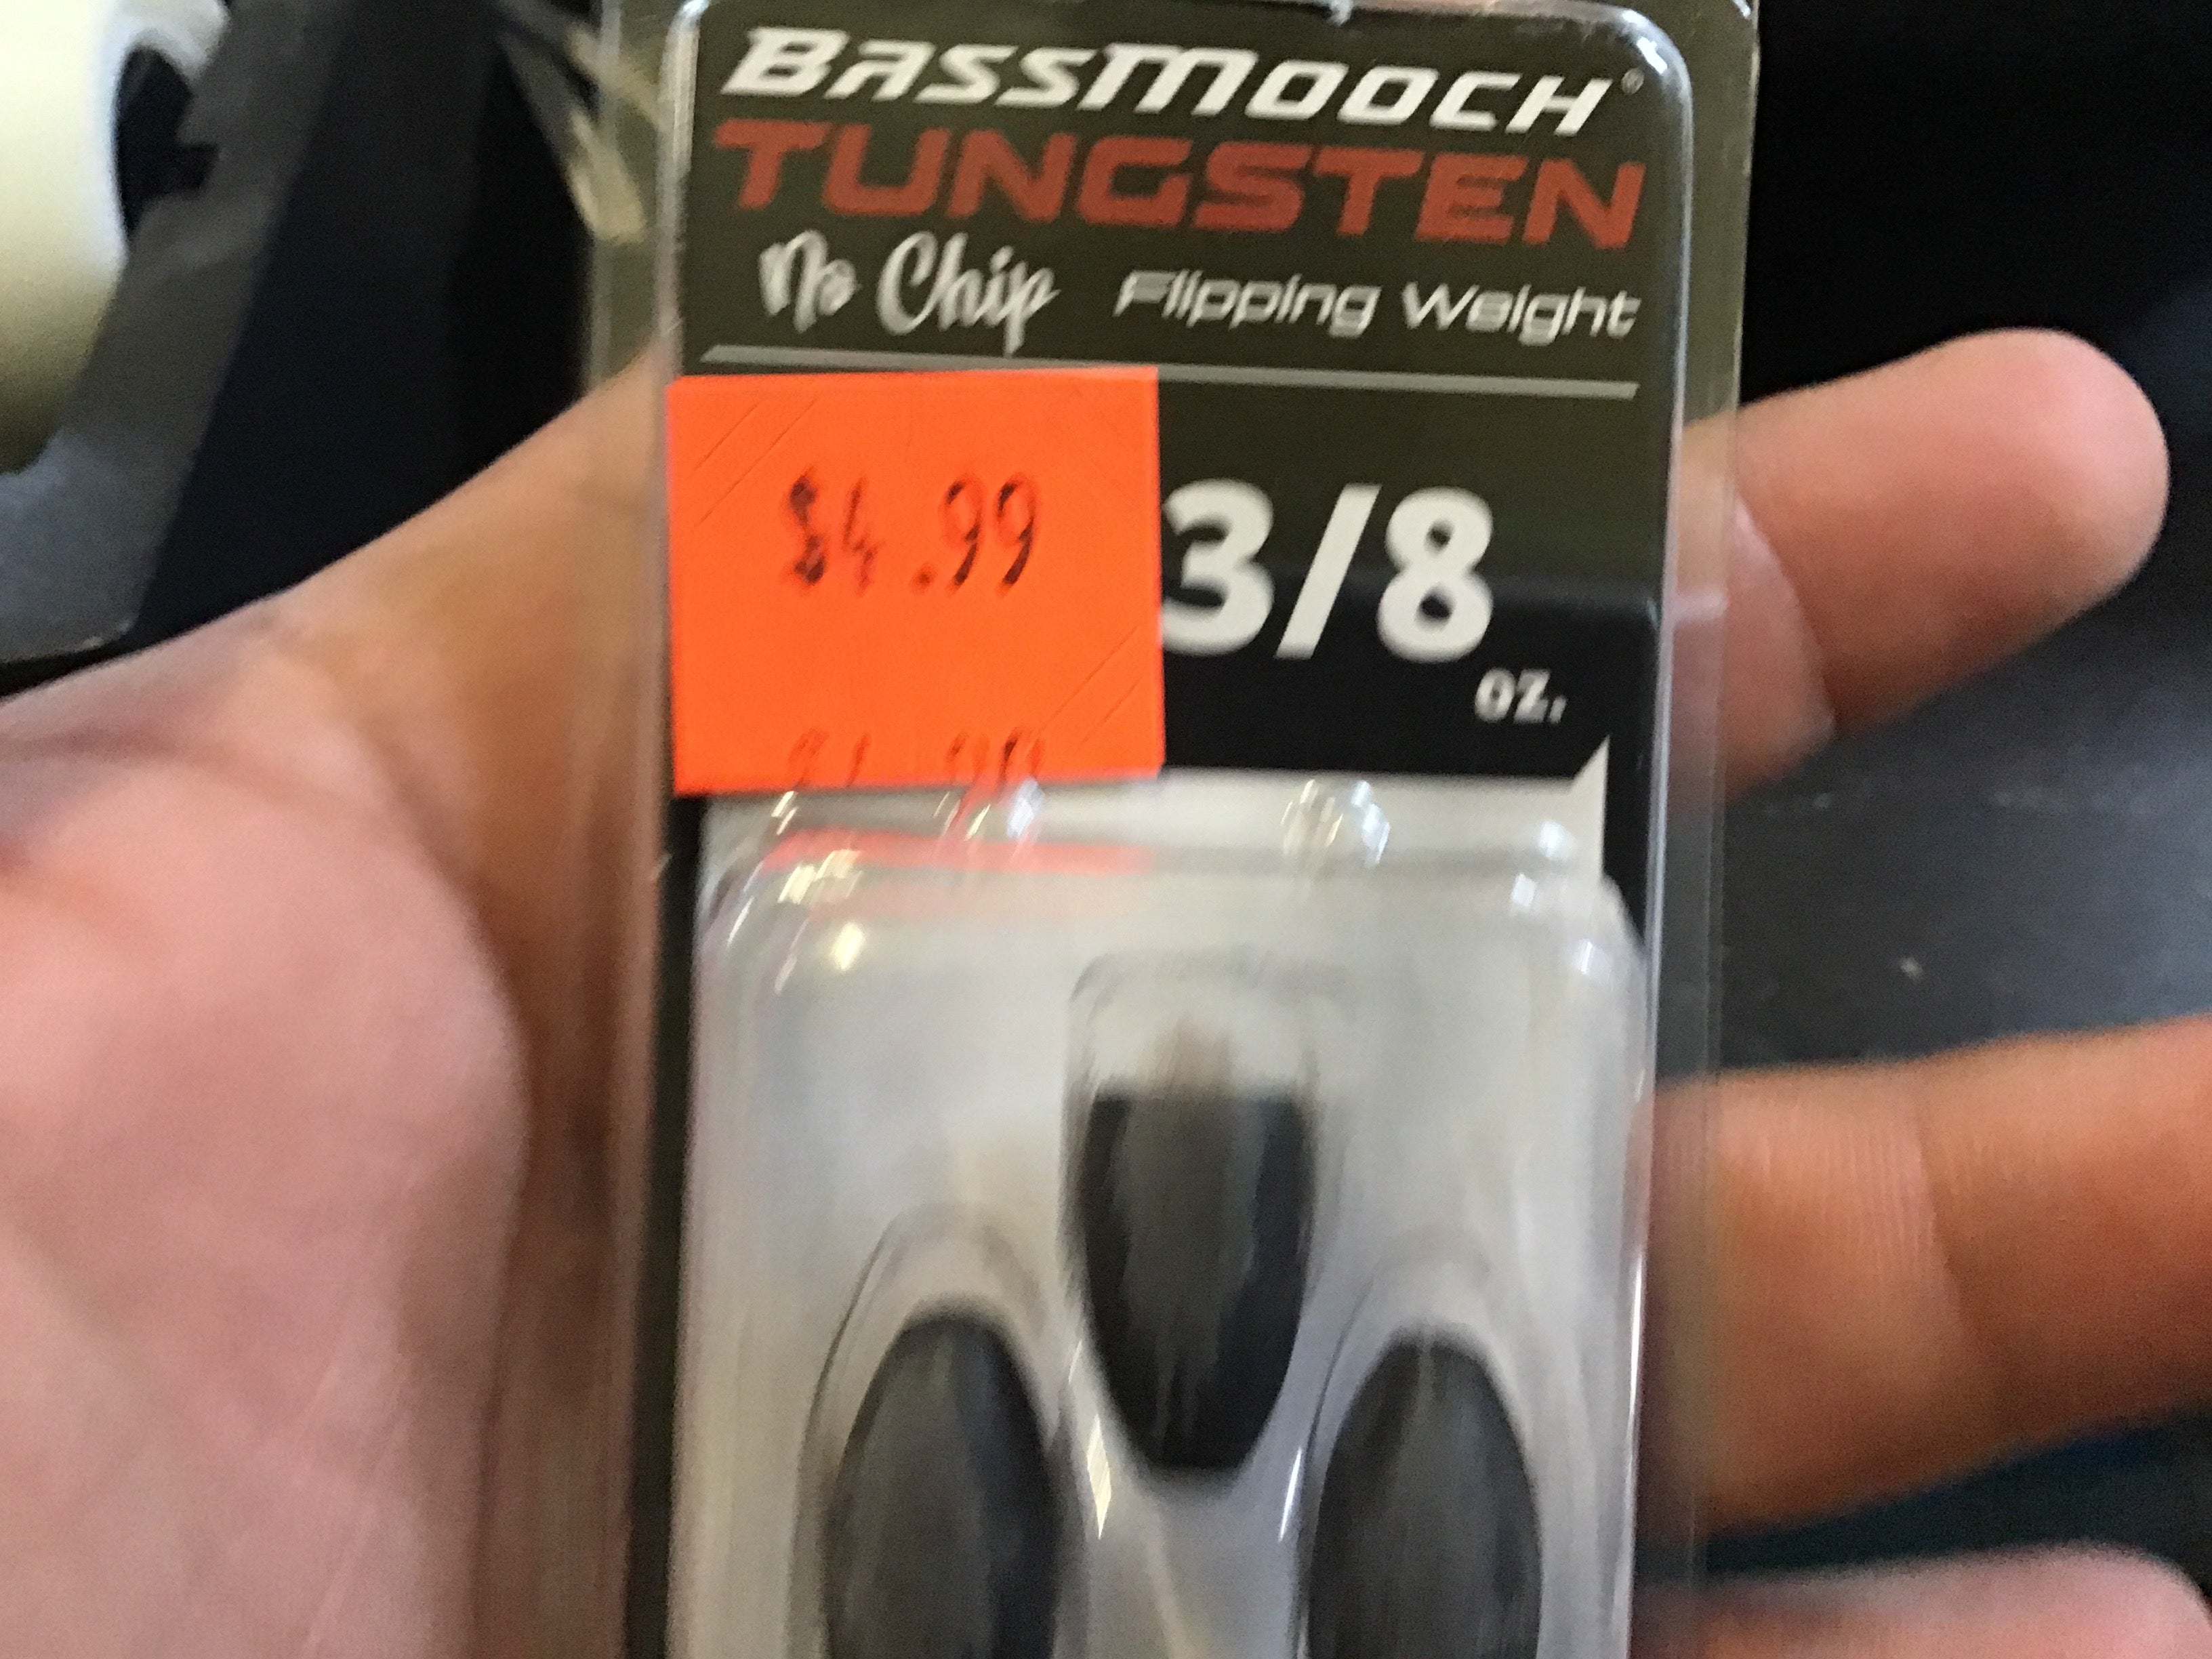 BASSMOOCH®
TUNGSTEN
No Chip Flipping Weight
$4.99
3/8
oz.